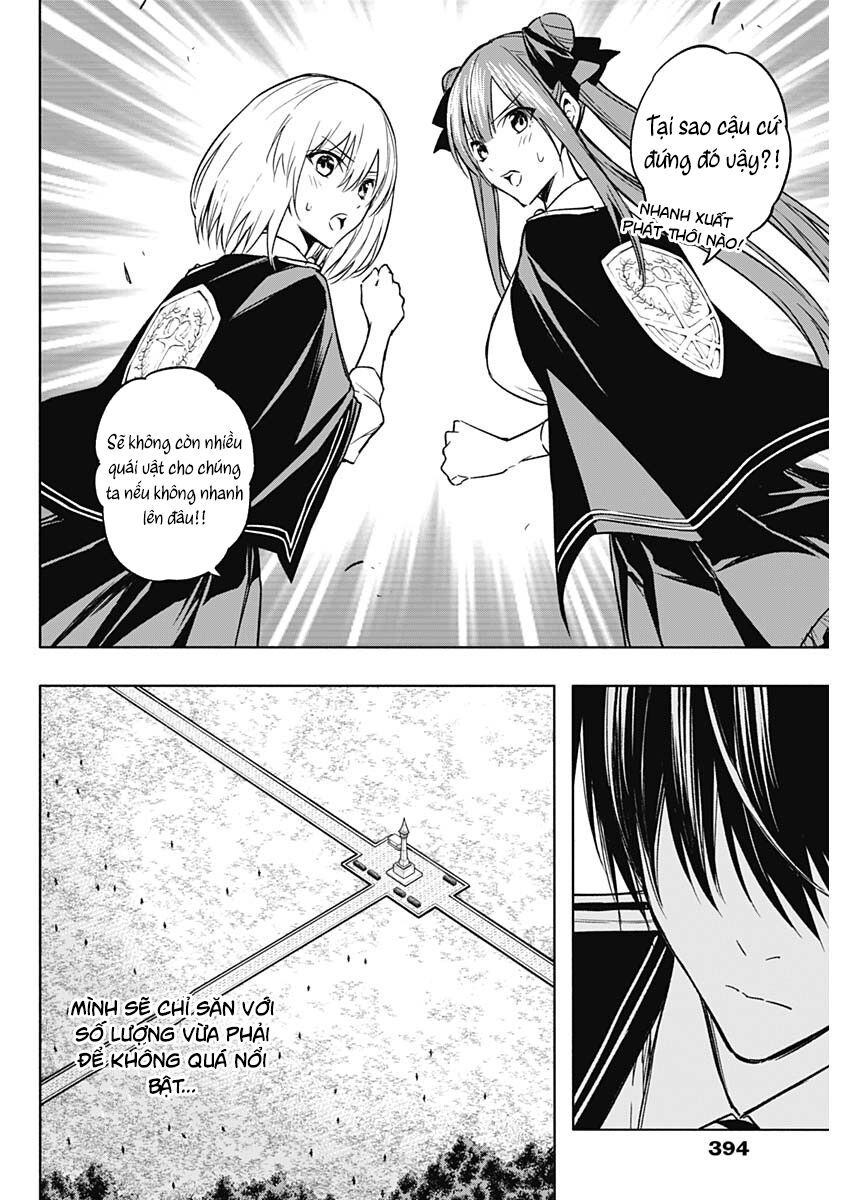 Tại sao cậu cứ
đứng đó vậy?!
NHANH XUẤT
PHÁT THÔI NÀO!
Sẽ không còn nhiều
quái vật cho chúng
ta nếu không nhanh
lên đâu!!
MÌNH SẼ CHỈ SĂN VỚI
SỐ LƯỢNG VỪA PHẢI
ĐỂ KHÔNG QUÁ NỔI
BẬT...
394